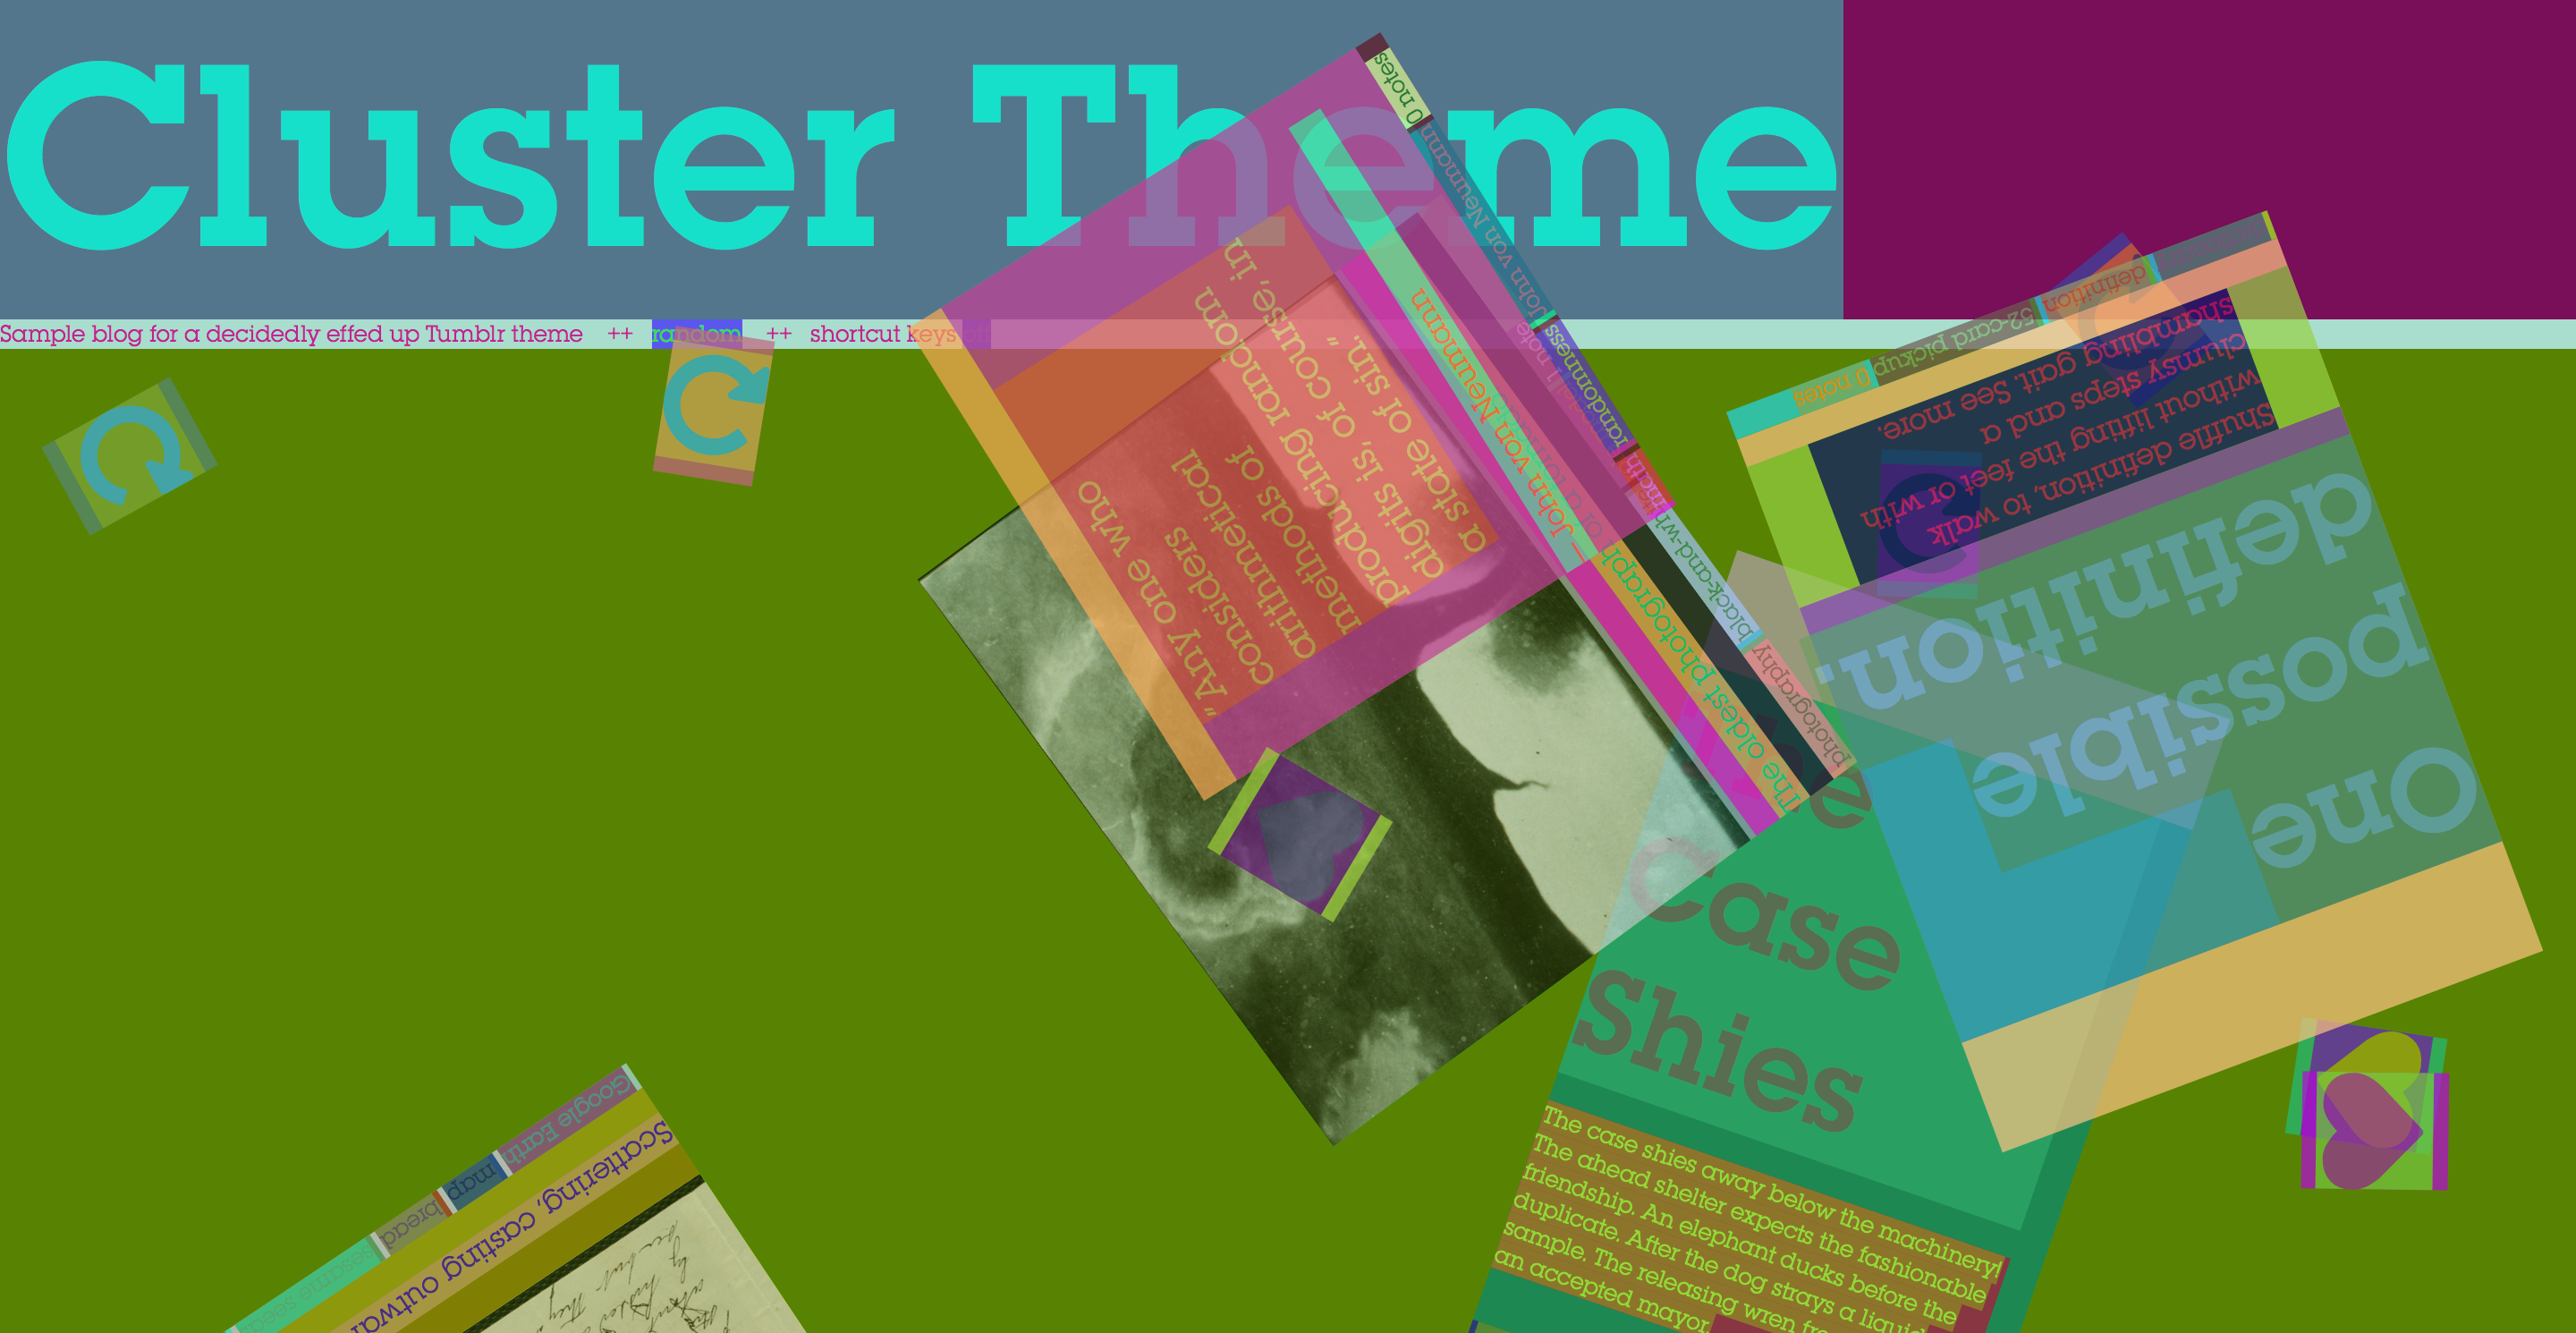 Cluster Theme
Sample blog for a decidedly effed up Tumblr theme ++ random ++ shortcut keys
0 notes
John von Neumann
randomness
1 note
math
"Any one who
considers
arithmetical
methods of
producing random
digits is, of course, in
a state of sin."
— John von Neumann
The oldest photograph
black-and-wh
photography
0 notes
52-card pickup
definition
Shuffle definition, to walk
without lifting the feet or with
clumsy steps and a
shambling gait. See more.
One
possible
definition.
case
shies
The case shies away below the machinery!
The ahead shelter expects the fashionable
friendship. An elephant ducks before the
duplicate. After the dog strays a liquid
sample. The releasing wren
an accepted mayor.
Google Earth
map
bread
sesame seed
Scattering, casting outwa